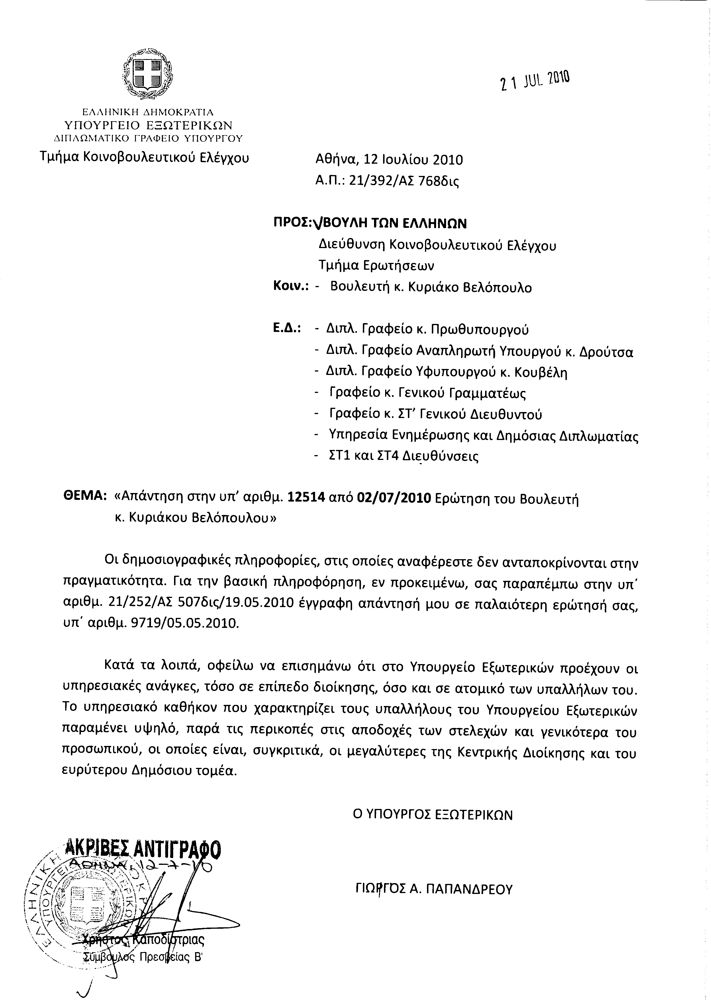 21 JUL 2010
ΕΛΛΗΝΙΚΗ ΔΗΜΟΚΡΑΤΙΑ
ΥΠΟΥΡΓΕΙΟ ΕΞΩΤΕΡΙΚΩΝ
ΔΙΠΛΩΜΑΤΙΚΟ ΓΡΑΦΕΙΟ ΥΠΟΥΡΓΟΥ
Τμήμα Κοινοβουλευτικού Ελέγχου
Αθήνα, 12 Ιουλίου 2010
Α.Π.: 21/392/ΑΣ 768δις
ΠΡΟΣ: √ΒΟΥΛΗ ΤΩΝ ΕΛΛΗΝΩΝ
Διεύθυνση Κοινοβουλευτικού Ελέγχου
Τμήμα Ερωτήσεων
Κοιν.: - Βουλευτή κ. Κυριάκο Βελόπουλο
Ε.Δ.: - Διπλ. Γραφείο κ. Πρωθυπουργού
- Διπλ. Γραφείο Αναπληρωτή Υπουργού κ. Δρούτσα
- Διπλ. Γραφείο Υφυπουργού κ. Κουβέλη
- Γραφείο κ. Γενικού Γραμματέως
- Γραφείο κ. ΣΤ’ Γενικού Διευθυντού
- Υπηρεσία Ενημέρωσης και Δημόσιας Διπλωματίας
- ΣΤ1 και ΣΤ4 Διευθύνσεις
ΘΕΜΑ: «Απάντηση στην υπ’ αριθμ. 12514 από 02/07/2010 Ερώτηση του Βουλευτή
κ. Κυριάκου Βελόπουλου»
Οι δημοσιογραφικές πληροφορίες, στις οποίες αναφέρεστε δεν ανταποκρίνονται στην
πραγματικότητα. Για την βασική πληροφόρηση, εν προκειμένω, σας παραπέμπω στην υπ΄
αριθμ. 21/252/ΑΣ 507δις/19.05.2010 έγγραφη απάντησή μου σε παλαιότερη ερώτησή σας,
υπ΄ αριθμ. 9719/05.05.2010.
Κατά τα λοιπά, οφείλω να επισημάνω ότι στο Υπουργείο Εξωτερικών προέχουν οι
υπηρεσιακές ανάγκες, τόσο σε επίπεδο διοίκησης, όσο και σε ατομικό των υπαλλήλων του.
Το υπηρεσιακό καθήκον που χαρακτηρίζει τους υπαλλήλους του Υπουργείου Εξωτερικών
παραμένει υψηλό, παρά τις περικοπές στις αποδοχές των στελεχών και γενικότερα του
προσωπικού, οι οποίες είναι, συγκριτικά, οι μεγαλύτερες της Κεντρικής Διοίκησης και του
ευρύτερου Δημόσιου τομέα.
Ο ΥΠΟΥΡΓΟΣ ΕΞΩΤΕΡΙΚΩΝ
ΓΙΩΡΓΟΣ Α. ΠΑΠΑΝΔΡΕΟΥ
ΑΚΡΙΒΕΣ ΑΝΤΙΓΡΑΦΟ
ΑΘΗΝΑ, 12-7-10
Χρήστος Καποδίστριας
Σύμβουλος Πρεσβείας Β'